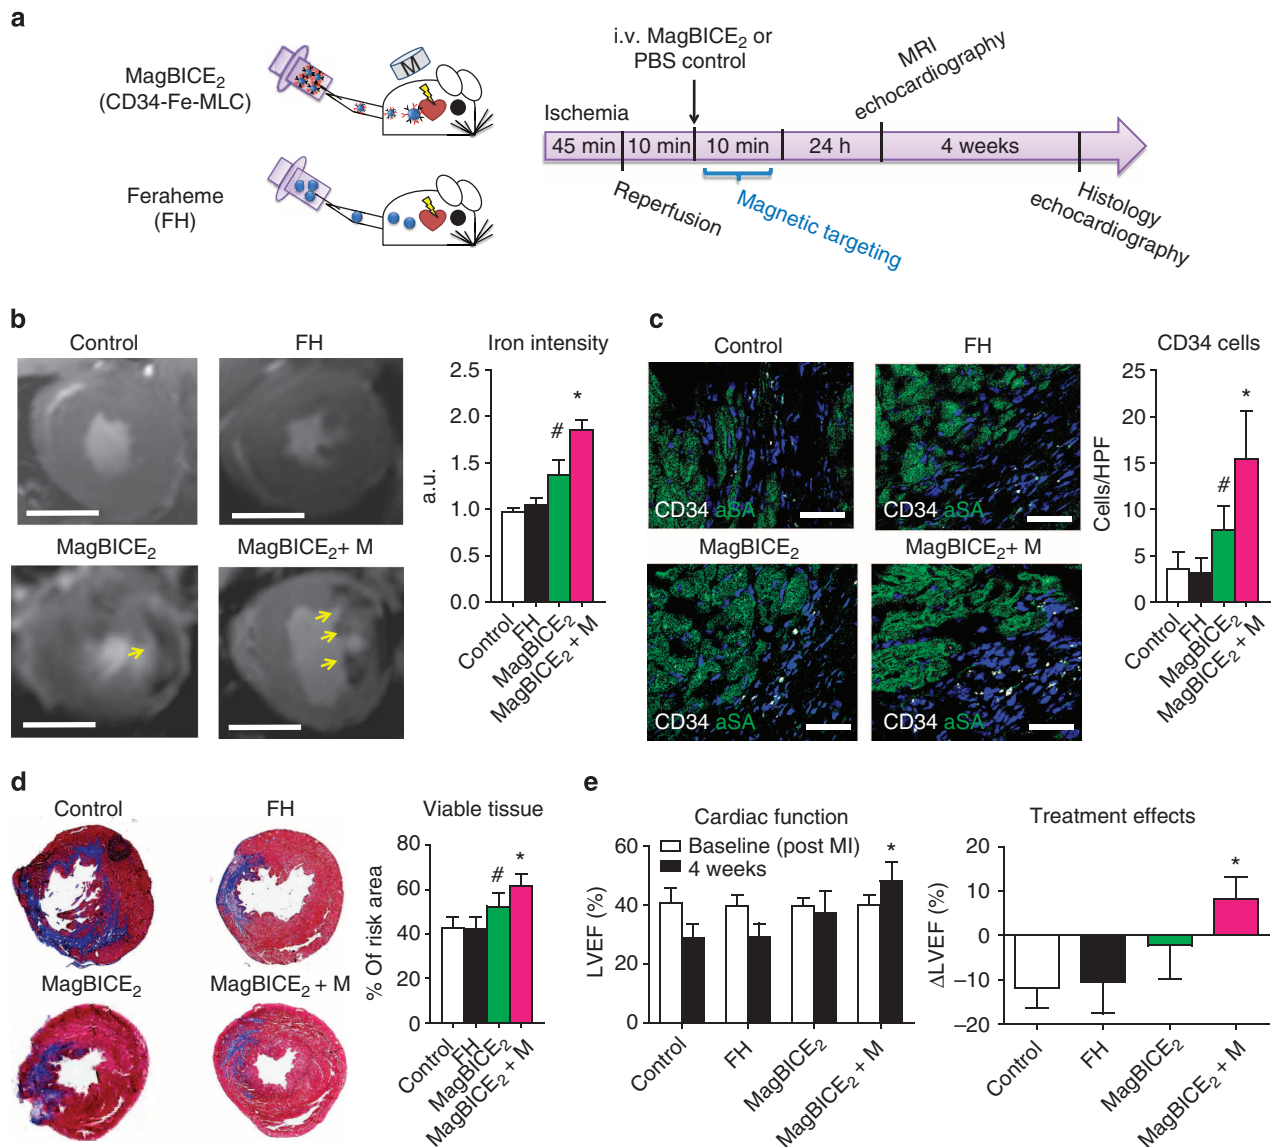 a
MagBICE₂
(CD34-Fe-MLC)
M
Feraheme
(FH)
i.v. MagBICE₂ or
PBS control
MRI
echocardiography
Ischemia
45 min
10 min
10 min
24 h
4 weeks
Reperfusion
Magnetic targeting
Histology
echocardiography
b
Control
FH
MagBICE₂
MagBICE₂+ M
Iron intensity
2.5
2.0
1.5
1.0
0.5
0.0
a.u.
#
*
Control
FH
MagBICE₂
MagBICE₂ + M
c
Control
FH
CD34 aSA
CD34 aSA
MagBICE₂
MagBICE₂+ M
CD34 aSA
CD34 aSA
CD34 cells
25
20
15
10
5
0
Cells/HPF
#
*
Control
FH
MagBICE₂
MagBICE₂ + M
d
Control
FH
MagBICE₂
MagBICE₂ + M
Viable tissue
80
60
40
20
0
% Of risk area
#
*
Control
FH
MagBICE₂
MagBICE₂ + M
e
Cardiac function
Baseline (post MI)
4 weeks
60
40
20
0
LVEF (%)
*
Control
FH
MagBICE₂
MagBICE₂ + M
Treatment effects
20
10
0
–10
–20
ΔLVEF (%)
*
Control
FH
MagBICE₂
MagBICE₂ + M